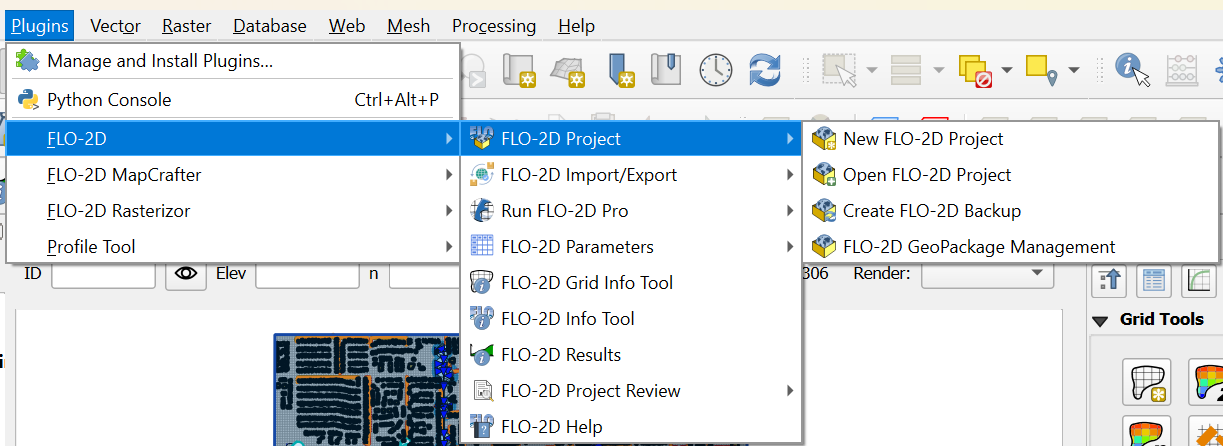 Plugins Vector Raster Database Web Mesh Processing Help
Manage and Install Plugins...
Python Console Ctrl+Alt+P
FLO-2D FLO-2D Project New FLO-2D Project
FLO-2D MapCrafter FLO-2D Import/Export Open FLO-2D Project
FLO-2D Rasterizor Run FLO-2D Pro Create FLO-2D Backup
Profile Tool FLO-2D Parameters FLO-2D GeoPackage Management
ID Elev n FLO-2D Grid Info Tool 306 Render:
FLO-2D Info Tool Grid Tools
FLO-2D Results
FLO-2D Project Review
FLO-2D Help